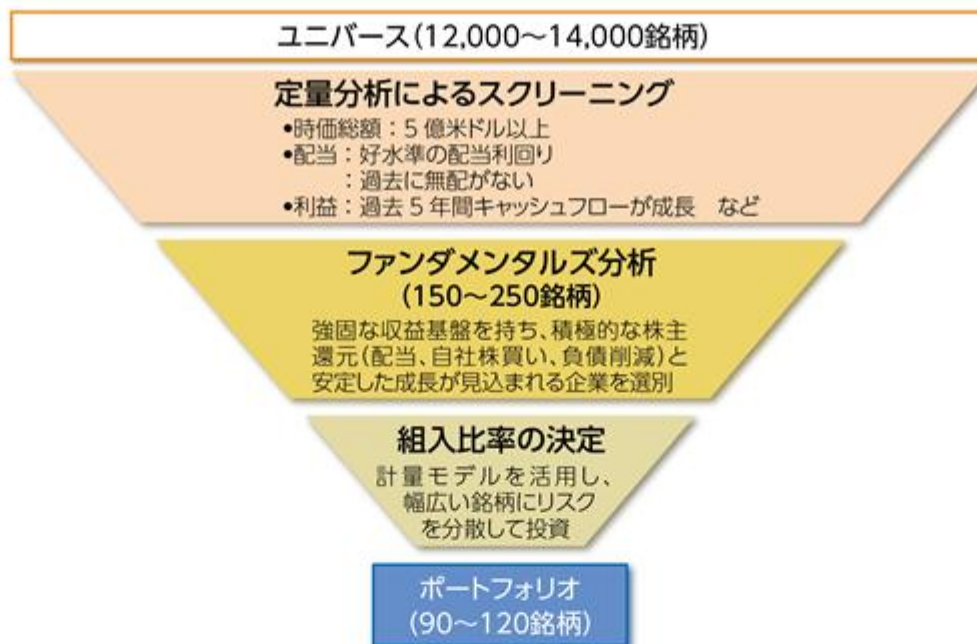 ユニバース(12,000〜14,000銘柄)
定量分析によるスクリーニング
•時価総額：5億米ドル以上
•配当：好水準の配当利回り
：過去に無配がない
•利益：過去5年間キャッシュフローが成長　など
ファンダメンタルズ分析
(150〜250銘柄)
強固な収益基盤を持ち、積極的な株主
還元(配当、自社株買い、負債削減)と
安定した成長が見込まれる企業を選別
組入比率の決定
計量モデルを活用し、
幅広い銘柄にリスク
を分散して投資
ポートフォリオ
(90〜120銘柄)